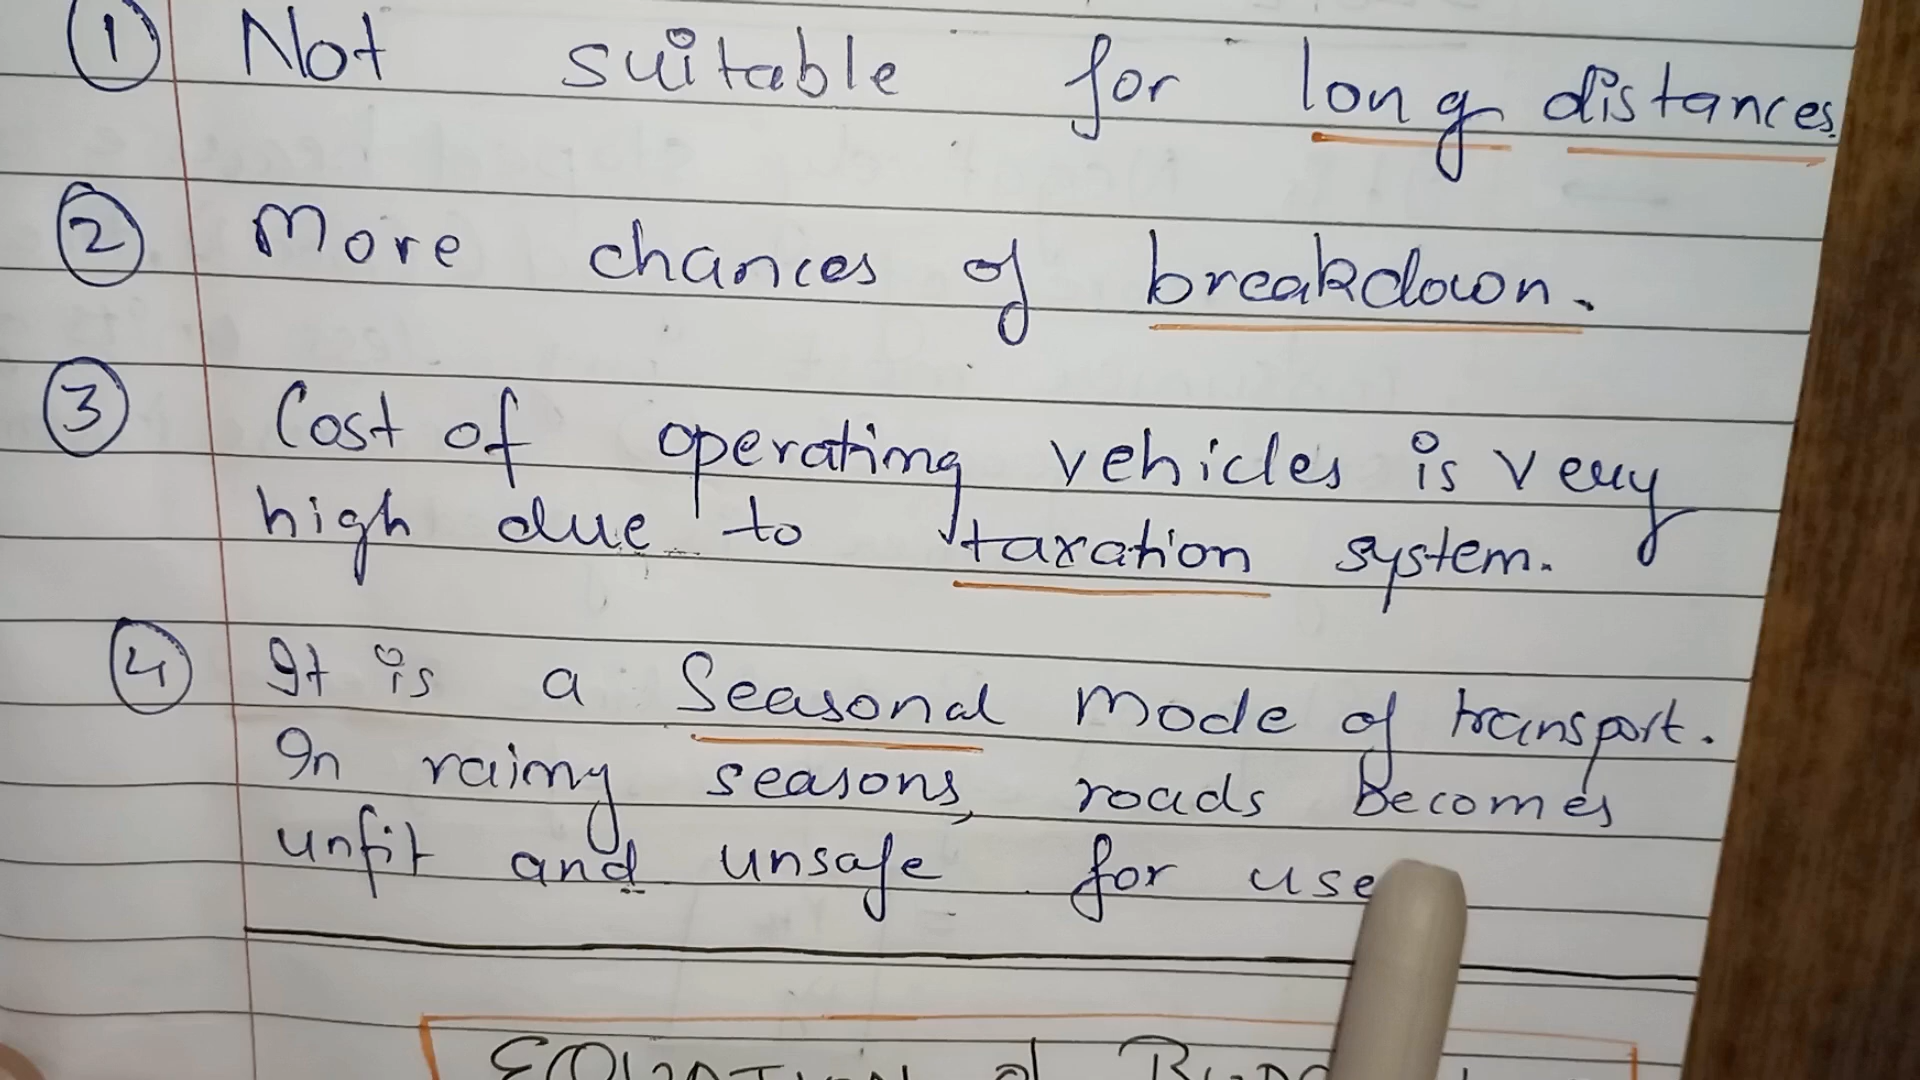 ① Not suitable for long distances.
② More chances of breakdown.
③ Cost of operating vehicles is very
high due to taxation system.
④ It is a Seasonal mode of transport.
In rainy seasons, roads Becomes
unfit and unsafe for use
EQUATION of